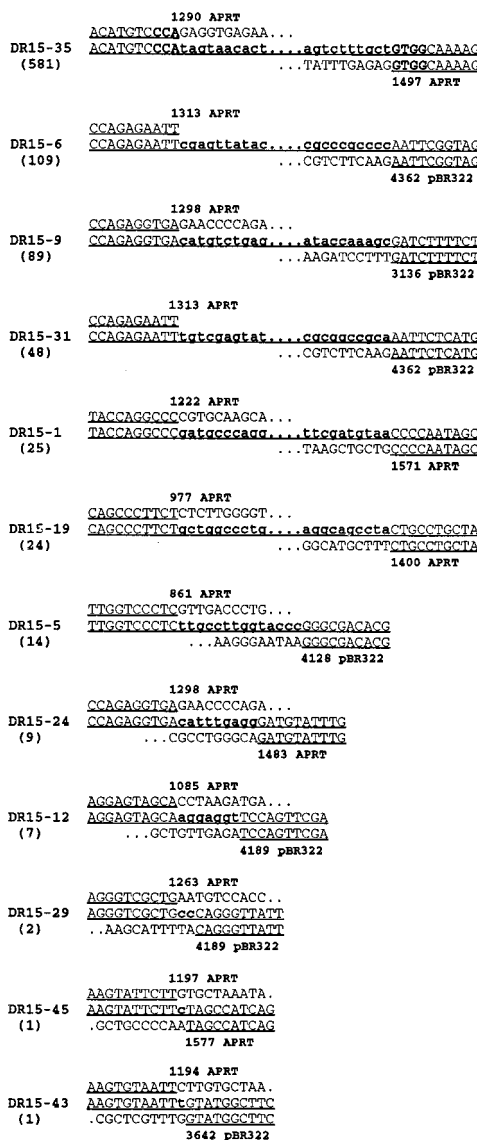 1290 APRT
ACATGTCCCAGAGGTGAGAA...
DR15-35 ACATGTCCCAtagtaacact....agtctttgctGTGGCAAAAG
(581) ...TATTTGAGAGGTGGCAAAAG
1497 APRT
1313 APRT
CCAGAGAATT
DR15-6 CCAGAGAATTcgagttatac....cgcccgccccAATTCGGTAG
(109) ...CGTCTTCAAGAATTCGGTAG
4362 pBR322
1298 APRT
CCAGAGGTGAGAACCCCAGA...
DR15-9 CCAGAGGTGAcatgtctgag....ataccaaagcGATCTTTTCT
(89) ...AAGATCCTTTGATCTTTTCT
3136 pBR322
1313 APRT
CCAGAGAATT
DR15-31 CCAGAGAATTtgtcgagtat....cgcggccgcaAATTCTCATG
(48) ...CGTCTTCAAGAATTCTCATG
4362 pBR322
1222 APRT
TACCAGGCCCCGTGCAAGCA...
DR15-1 TACCAGGCCCgatgcccagg....ttcgatgtaaCCCCAATAGC
(25) ...TAAGCTGCTGCCCCAATAGC
1571 APRT
977 APRT
CAGCCCTTCTCTCTTGGGGT...
DR15-19 CAGCCCTTCTgctggccctg....aggcagcctaCTGCCTGCTA
(24) ...GGCATGCTTTCTGCCTGCTA
1400 APRT
861 APRT
TTGGTCCCTCGTTGACCCTG...
DR15-5 TTGGTCCCTCttgccttggtacccGGGCGACACG
(14) ...AAGGGAATAAGGGCGACACG
4128 pBR322
1298 APRT
CCAGAGGTGAGAACCCCAGA...
DR15-24 CCAGAGGTGAcatttgaggGATGTATTTG
(9) ...CGCCTGGGCAGATGTATTTG
1483 APRT
1085 APRT
AGGAGTAGCACCTAAGATGA...
DR15-12 AGGAGTAGCAaggaggtTCCAGTTCGA
(7) ...GCTGTTGAGATCCAGTTCGA
4189 pBR322
1263 APRT
AGGGTCGCTGAATGTCCACC..
DR15-29 AGGGTCGCTGccCAGGGTTATT
(2) ..AAGCATTTTACAGGGTTATT
4189 pBR322
1197 APRT
AAGTATTCTTGTGCTAAATA.
DR15-45 AAGTATTCTTcTAGCCATCAG
(1) .GCTGCCCCAATAGCCATCAG
1577 APRT
1194 APRT
AAGTGTAATTCTTGTGCTAA.
DR15-43 AAGTGTAATTtGTATGGCTTC
(1) .CGCTCGTTTGGTATGGCTTC
3642 pBR322